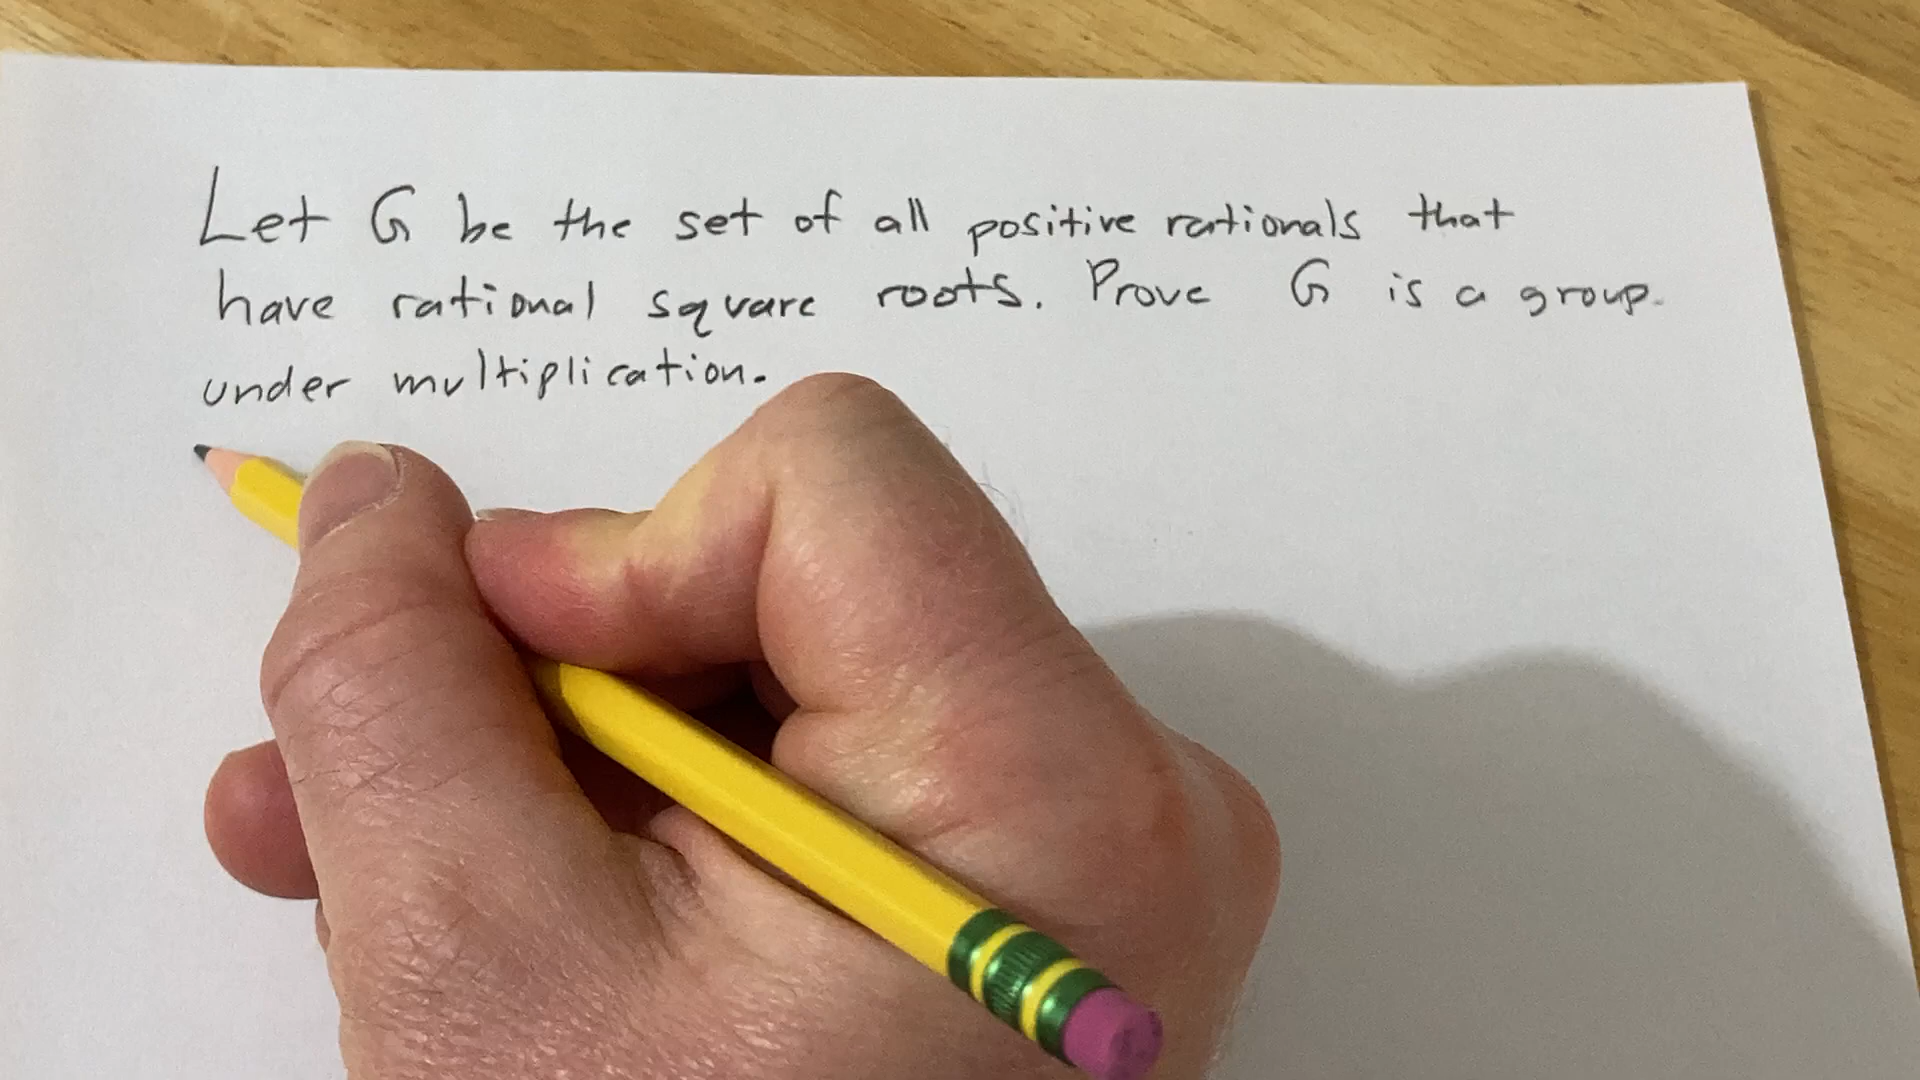 Let G be the set of all positive rationals that
have rational square roots. Prove G is a group
under multiplication.